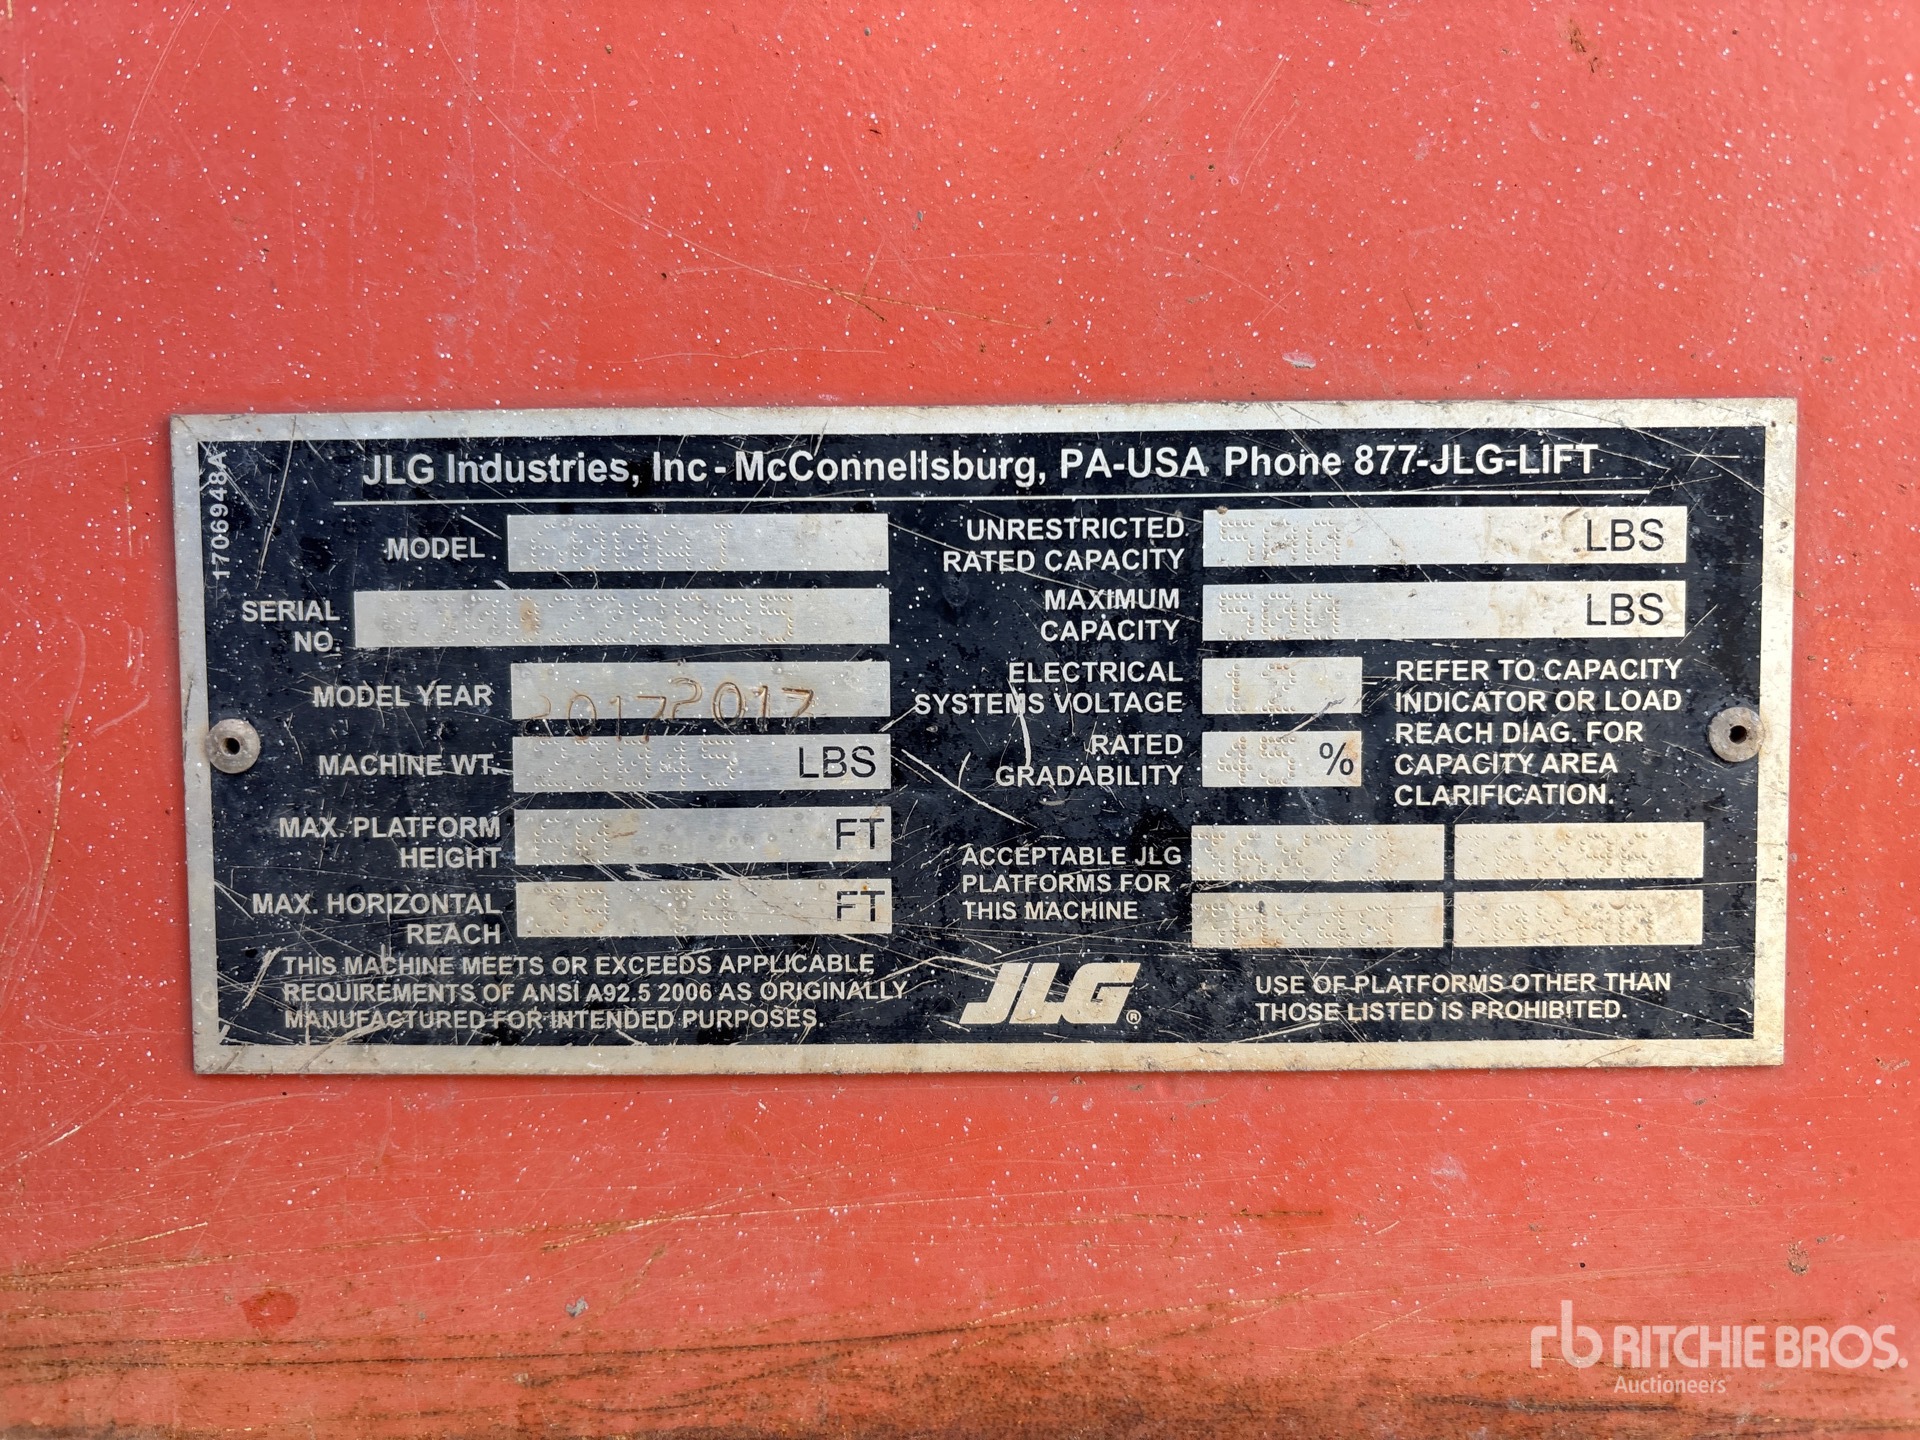 JLG Industries, Inc - McConnellsburg, PA-USA Phone 877-JLG-LIFT
1706948A
MODEL
SERIAL
NO.
MODEL YEAR 20172017
MACHINE WT. LBS
MAX. PLATFORM
HEIGHT FT
MAX. HORIZONTAL
REACH FT
THIS MACHINE MEETS OR EXCEEDS APPLICABLE
REQUIREMENTS OF ANSI A92.5 2006 AS ORIGINALLY
MANUFACTURED FOR INTENDED PURPOSES.
UNRESTRICTED
RATED CAPACITY LBS
MAXIMUM
CAPACITY LBS
ELECTRICAL
SYSTEMS VOLTAGE 12
RATED
GRADABILITY 45 %
REFER TO CAPACITY
INDICATOR OR LOAD
REACH DIAG. FOR
CAPACITY AREA
CLARIFICATION.
ACCEPTABLE JLG
PLATFORMS FOR
THIS MACHINE
JLG®
USE OF PLATFORMS OTHER THAN
THOSE LISTED IS PROHIBITED.
rb RITCHIE BROS.
Auctioneers